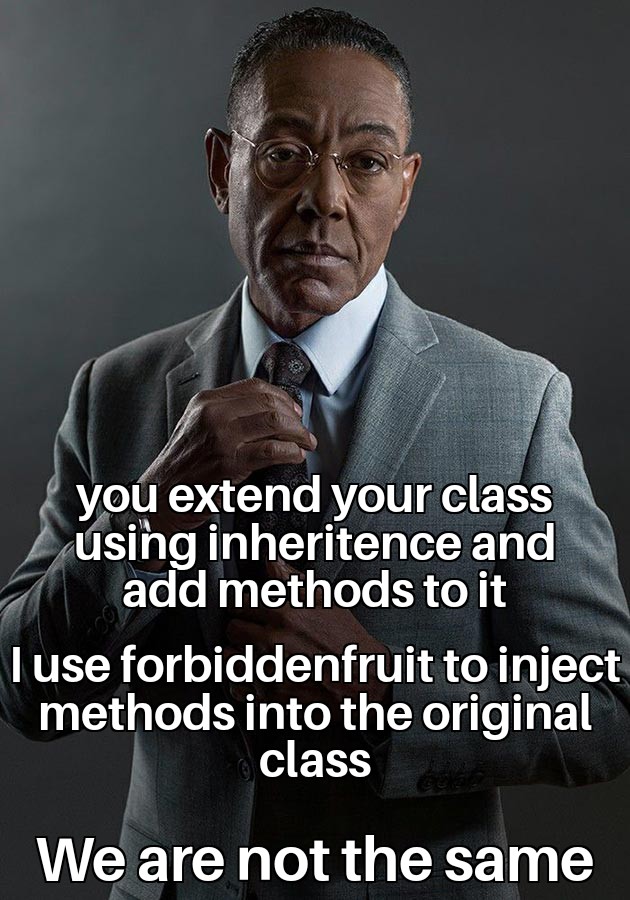 you extend your class
using inheritence and
add methods to it
I use forbiddenfruit to inject
methods into the original
class
We are not the same